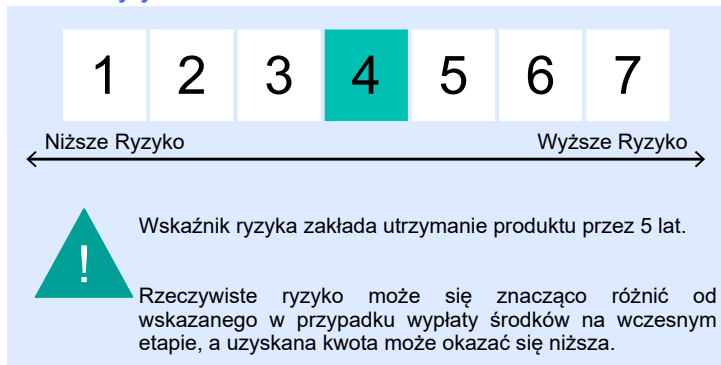 1 2 3 4 5 6 7
Niższe Ryzyko Wyższe Ryzyko
Wskaźnik ryzyka zakłada utrzymanie produktu przez 5 lat.
!
Rzeczywiste ryzyko może się znacząco różnić od
wskazanego w przypadku wypłaty środków na wczesnym
etapie, a uzyskana kwota może okazać się niższa.